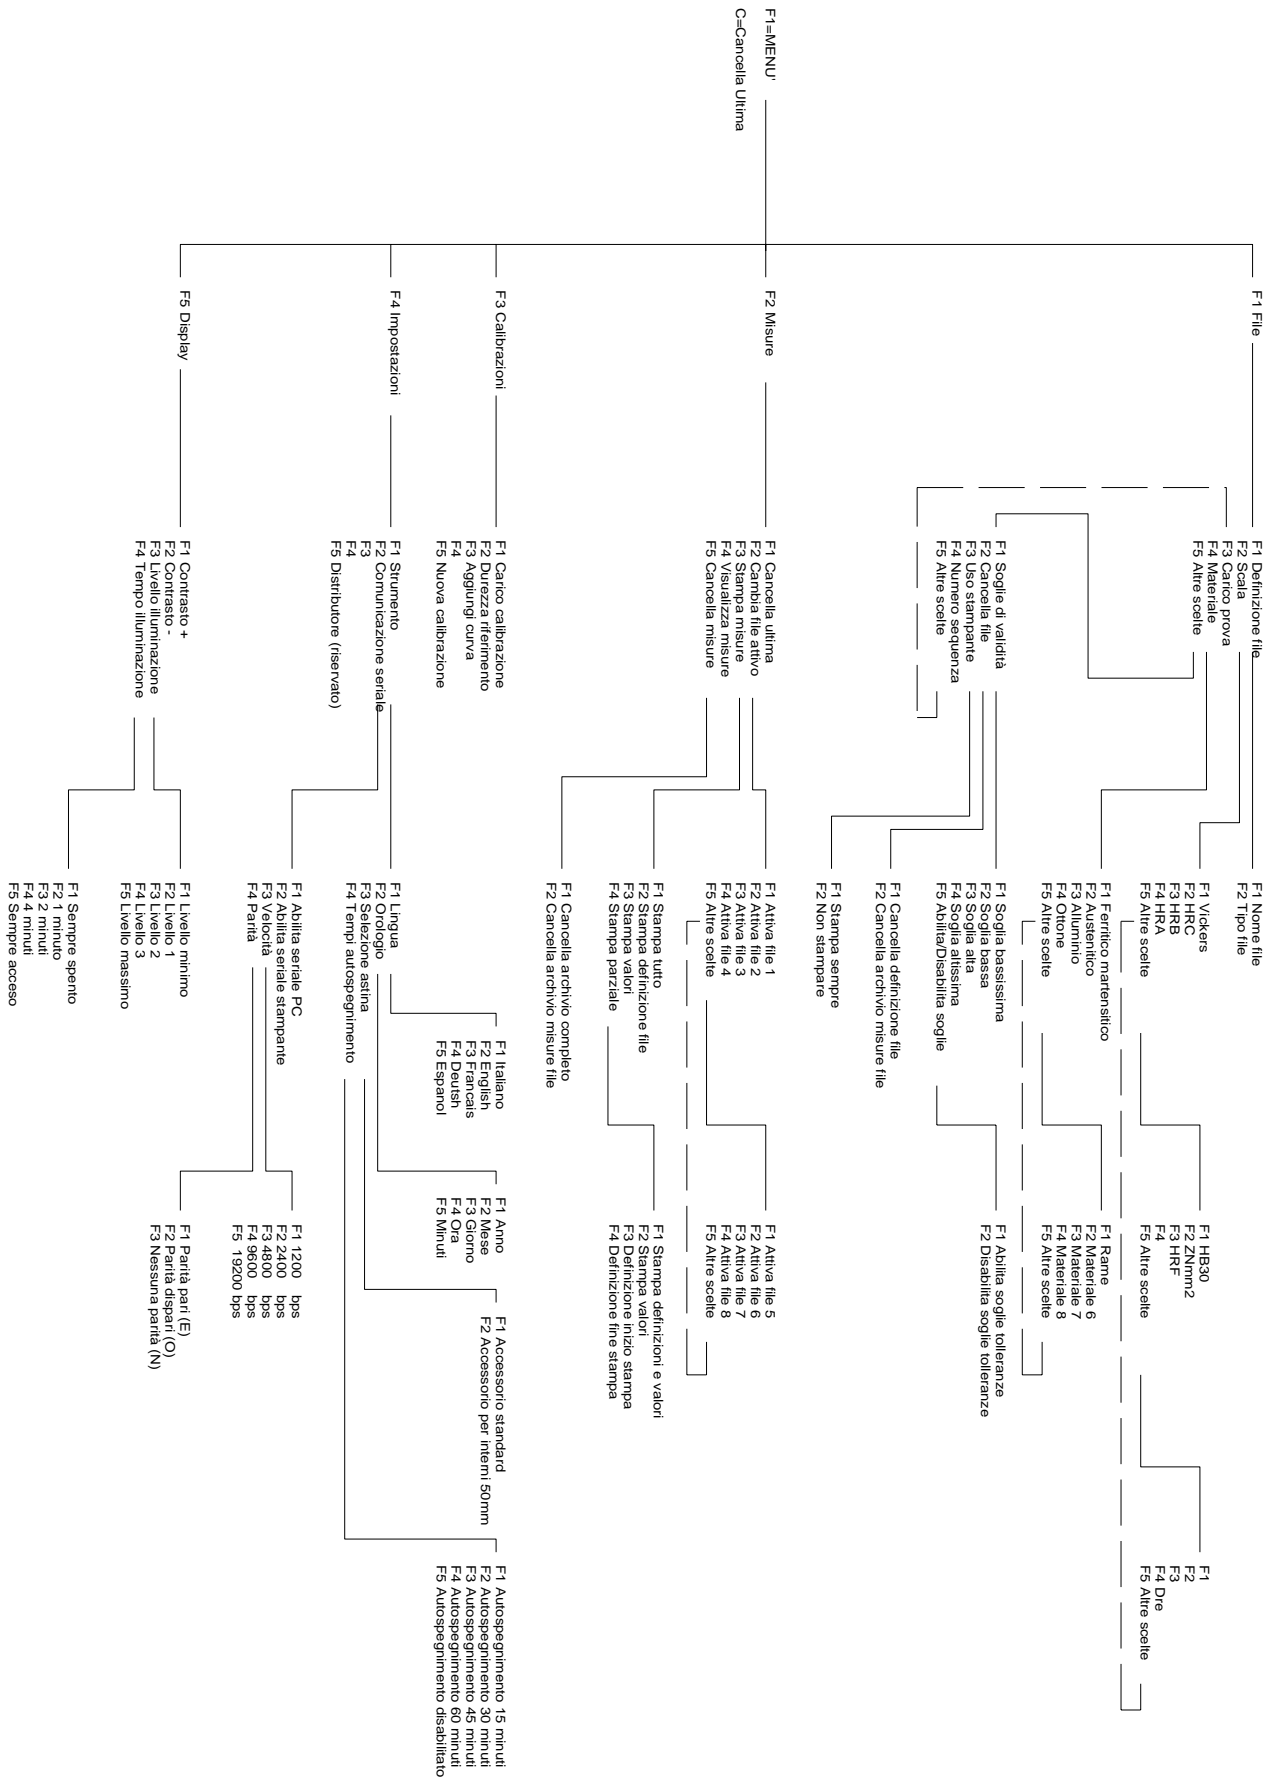 F1=MENU'
C=Cancella Ultima
F1 File
F2 Misure
F3 Calibrazioni
F4 Impostazioni
F5 Display
F1 Definizione file
F2 Scala
F3 Carico prova
F4 Materiale
F5 Altre scelte
F1 Soglie di validità
F2 Cancella file
F3 Uso stampante
F4 Numero sequenza
F5 Altre scelte
F1 Cancella ultima
F2 Cambia file attivo
F3 Stampa misure
F4 Visualizza misure
F5 Cancella misure
F1 Carico calibrazione
F2 Durezza riferimento
F3 Aggiungi curva
F4
F5 Nuova calibrazione
F1 Strumento
F2 Comunicazione seriale
F3
F4
F5 Distributore (riservato)
F1 Contrasto +
F2 Contrasto -
F3 Livello illuminazione
F4 Tempo illuminazione
F1 Nome file
F2 Tipo file
F1 Vickers
F2 HRC
F3 HRB
F4 HRA
F5 Altre scelte
F1 Ferritico martensitico
F2 Austenitico
F3 Alluminio
F4 Ottone
F5 Altre scelte
F1 Soglia bassissima
F2 Soglia bassa
F3 Soglia alta
F4 Soglia altissima
F5 Abilita/Disabilita soglie
F1 Cancella definizione file
F2 Cancella archivio misure file
F1 Stampa sempre
F2 Non stampare
F1 Attiva file 1
F2 Attiva file 2
F3 Attiva file 3
F4 Attiva file 4
F5 Altre scelte
F1 Stampa tutto
F2 Stampa definizione file
F3 Stampa valori
F4 Stampa parziale
F1 Cancella archivio completo
F2 Cancella archivio misure file
F1 Lingua
F2 Orologio
F3 Selezione astina
F4 Tempi autospegnimento
F1 Abilita seriale PC
F2 Abilita seriale stampante
F3 Velocità
F4 Parità
F1 Livello minimo
F2 Livello 1
F3 Livello 2
F4 Livello 3
F5 Livello massimo
F1 Sempre spento
F2 1 minuto
F3 2 minuti
F4 4 minuti
F5 Sempre acceso
F1 Italiano
F2 English
F3 Francais
F4 Deutsh
F5 Espanol
F1 HB30
F2 ZNmm2
F3 HRF
F4
F5 Altre scelte
F1 Rame
F2 Materiale 6
F3 Materiale 7
F4 Materiale 8
F5 Altre scelte
F1 Abilita soglie tolleranze
F2 Disabilita soglie tolleranze
F1 Attiva file 5
F2 Attiva file 6
F3 Attiva file 7
F4 Attiva file 8
F5 Altre scelte
F1 Stampa definizioni e valori
F2 Stampa valori
F3 Definizione inizio stampa
F4 Definizione fine stampa
F1 Anno
F2 Mese
F3 Giorno
F4 Ora
F5 Minuti
F1 1200 bps
F2 2400 bps
F3 4800 bps
F4 9600 bps
F5 19200 bps
F1 Parità pari (E)
F2 Parità dispari (O)
F3 Nessuna parità (N)
F1 Accessorio standard
F2 Accessorio per interni 50mm
F1
F2
F3
F4 Dre
F5 Altre scelte
F1 Autospegnimento 15 minuti
F2 Autospegnimento 30 minuti
F3 Autospegnimento 45 minuti
F4 Autospegnimento 60 minuti
F5 Autospegnimento disabilitato